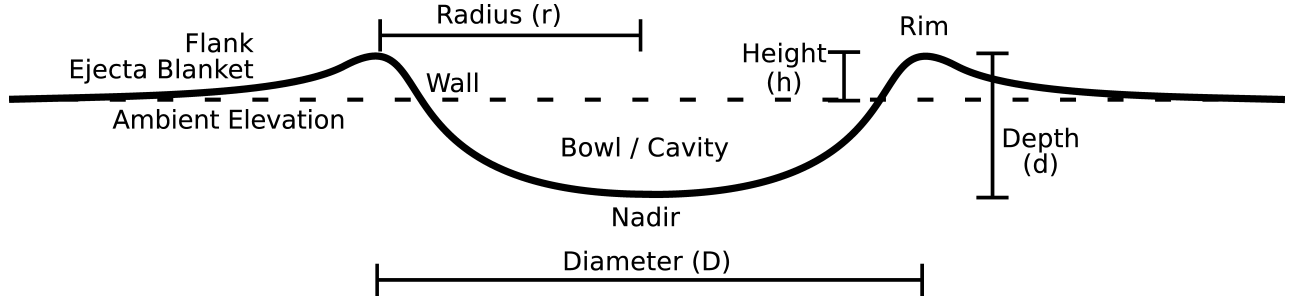 Radius (r)
Rim
Flank
Ejecta Blanket
Wall
Height
(h)
Ambient Elevation
Bowl / Cavity
Depth
(d)
Nadir
Diameter (D)